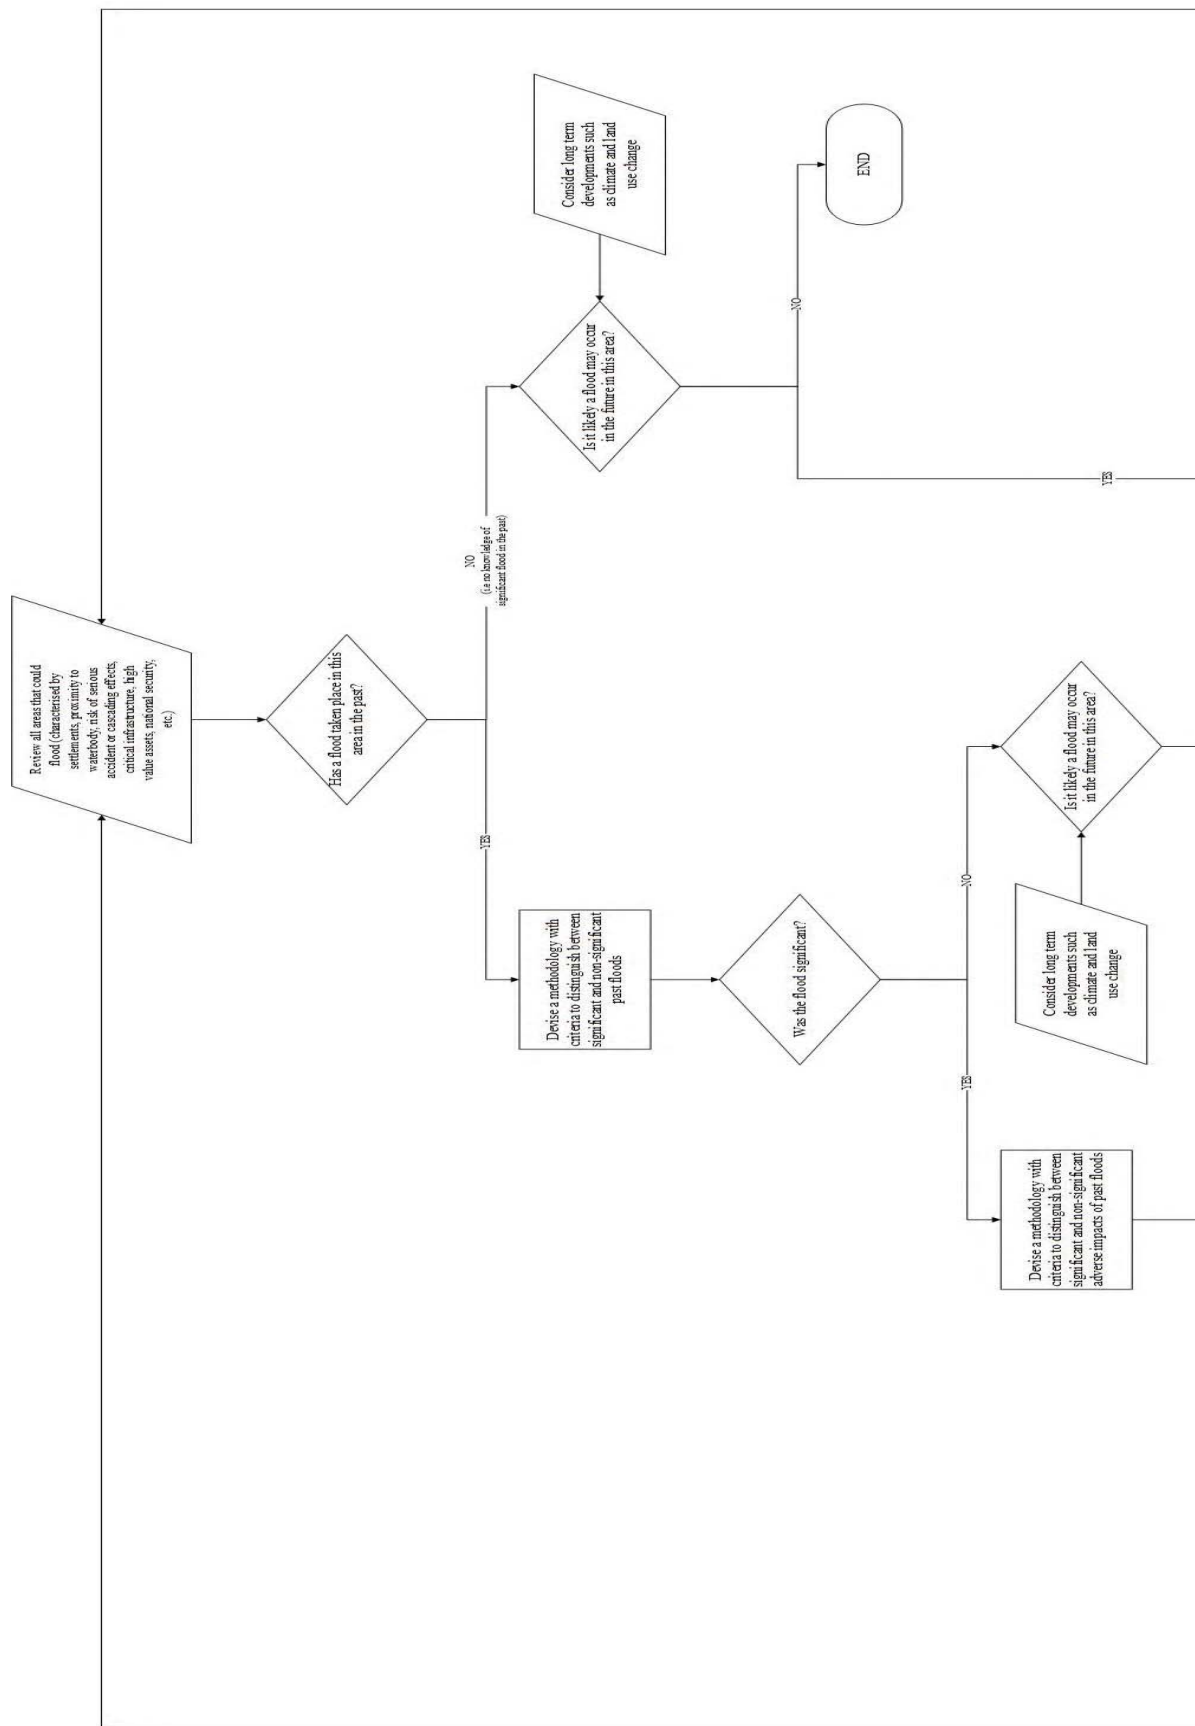 Review all areas that could
flood (characterised by
settlements, proximity to
waterbody, risk of serious
accident or cascading effects,
critical infrastructure, high
value assets, national security,
etc.)
Has a flood taken place in this
area in the past?
YES
NO
(i.e no knowledge of
significant flood in the past)
Devise a methodology with
criteria to distinguish between
significant and non-significant
past floods
Is it likely a flood may occur
in the future in this area?
Consider long term
developments such
as climate and land
use change
Was the flood significant?
NO
END
YES
YES
NO
Devise a methodology with
criteria to distinguish between
significant and non-significant
adverse impacts of past floods
Consider long term
developments such
as climate and land
use change
Is it likely a flood may occur
in the future in this area?